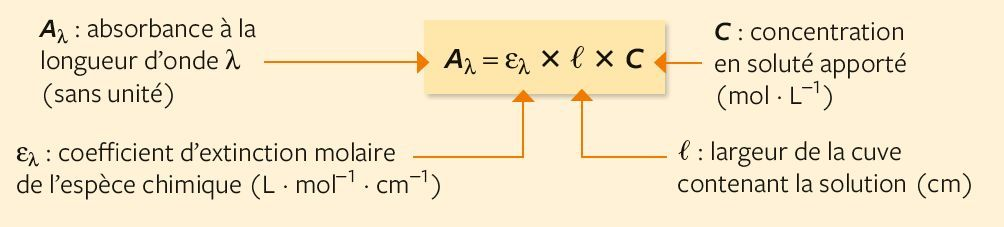 A_λ : absorbance à la
longueur d'onde λ
(sans unité)
A_λ = ε_λ × ℓ × C
C : concentration
en soluté apporté
(mol · L⁻¹)
ε_λ : coefficient d'extinction molaire
de l'espèce chimique (L · mol⁻¹ · cm⁻¹)
ℓ : largeur de la cuve
contenant la solution (cm)